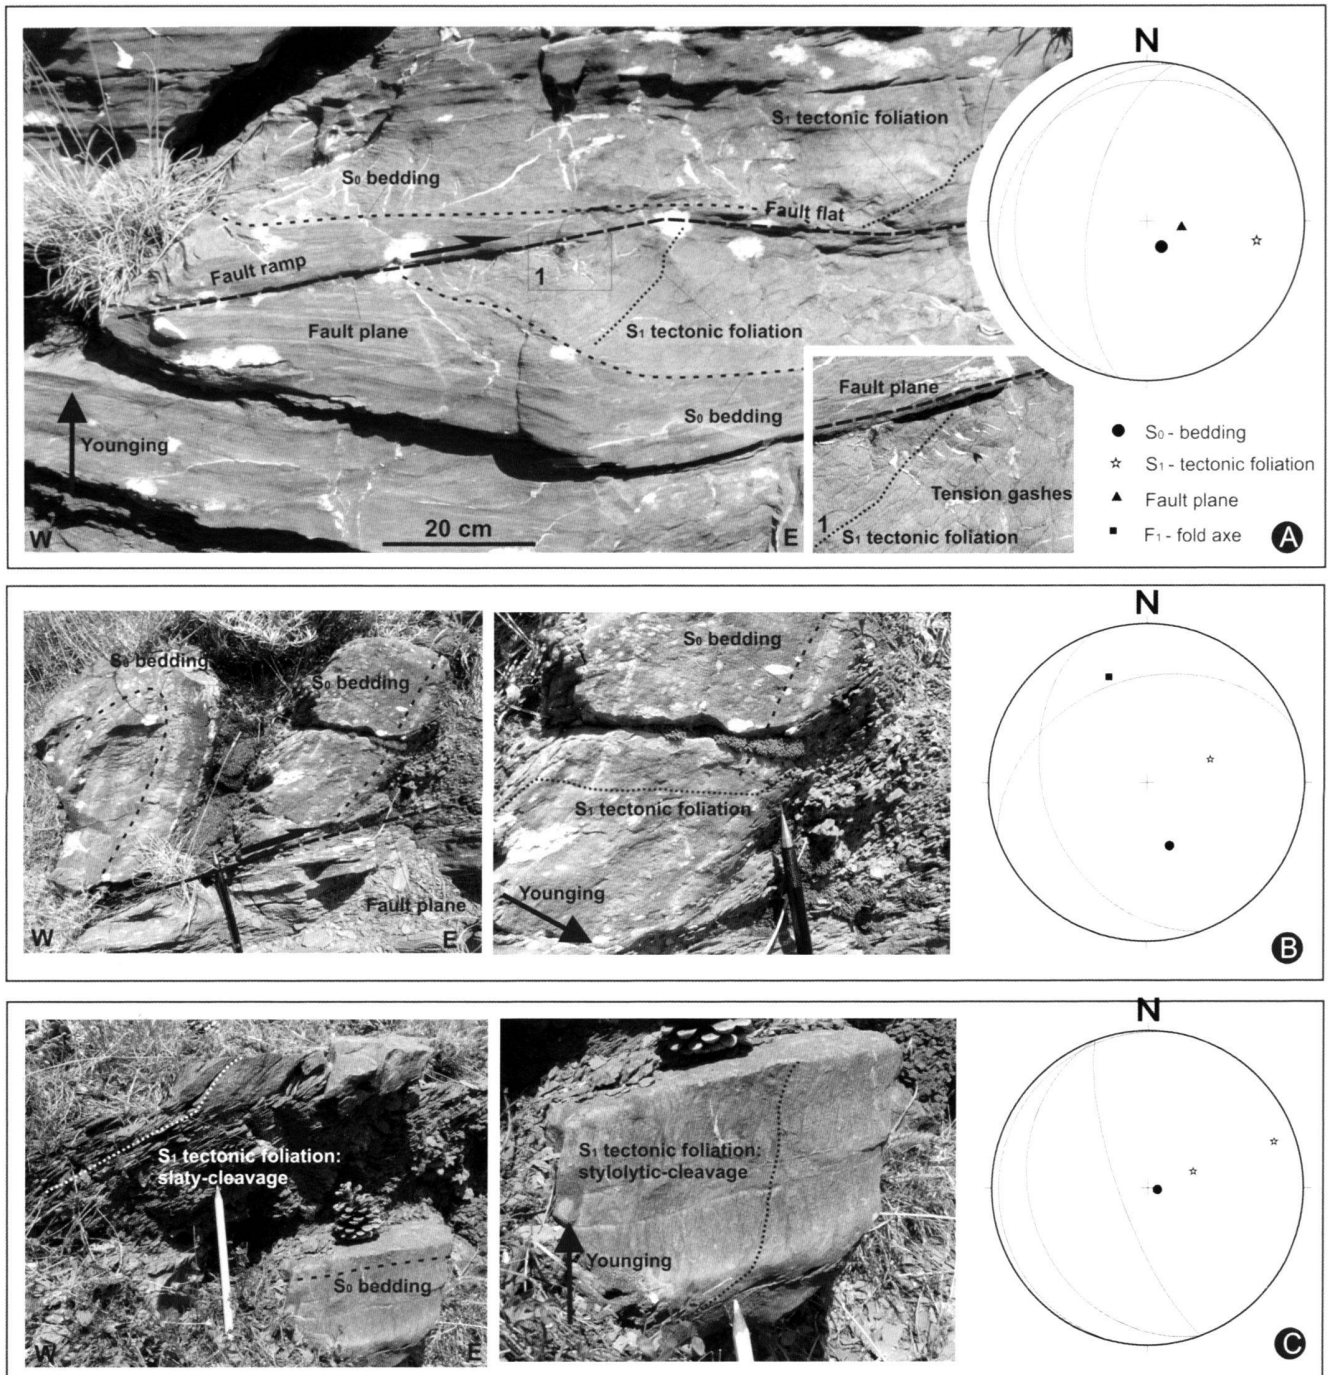 N
S1 tectonic foliation
S0 bedding
Fault flat
Fault ramp
1
Fault plane
S1 tectonic foliation
Fault plane
S0 bedding
Younging
Tension gashes
1
S1 tectonic foliation
20 cm
W
E
S0 - bedding
S1 - tectonic foliation
Fault plane
F1 - fold axe
A
S0 bedding
S0 bedding
Fault plane
W
E
S0 bedding
S1 tectonic foliation
Younging
N
B
S1 tectonic foliation:
slaty-cleavage
S0 bedding
W
E
S1 tectonic foliation:
stylolytic-cleavage
Younging
N
C